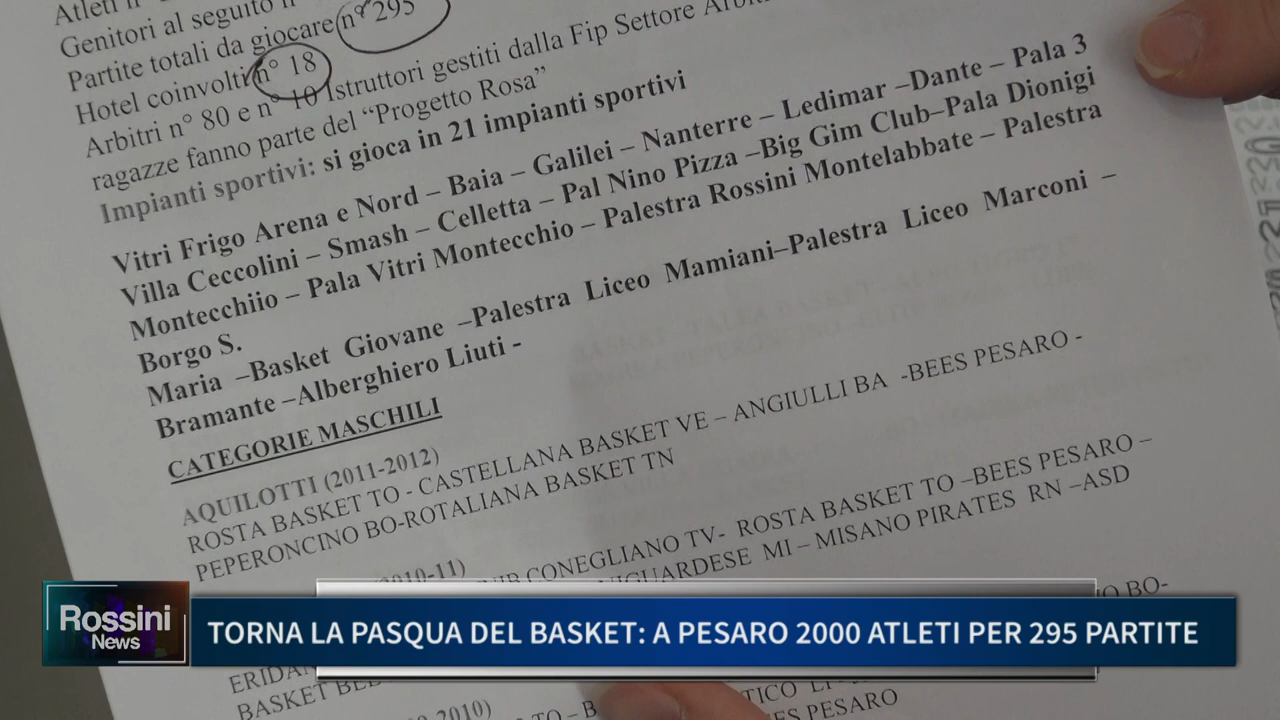 Atleti n°
Genitori al seguito n
Partite totali da giocare n° 295
Hotel coinvolti n° 18
Arbitri n° 80 e n° 10 Istruttori gestiti dalla Fip Settore
ragazze fanno parte del “Progetto Rosa”
Impianti sportivi: si gioca in 21 impianti sportivi
Vitri Frigo Arena e Nord – Baia – Galilei – Nanterre – Ledimar –Dante – Pala 3
Villa Ceccolini – Smash – Celletta – Pal Nino Pizza –Big Gim Club–Pala Dionigi
Montecchiio – Pala Vitri Montecchio – Palestra Rossini Montelabbate – Palestra
Borgo S.
Maria –Basket Giovane –Palestra Liceo Mamiani–Palestra Liceo Marconi –
Bramante –Alberghiero Liuti -
CATEGORIE MASCHILI
AQUILOTTI (2011-2012)
ROSTA BASKET TO - CASTELLANA BASKET VE – ANGIULLI BA -BEES PESARO -
PEPERONCINO BO-ROTALIANA BASKET TN
CONEGLIANO TV- ROSTA BASKET TO –BEES PESARO –
MI – MISANO PIRATES RN –ASD
BO-
BASKET
TO – B
PESARO
Rossini
News
TORNA LA PASQUA DEL BASKET: A PESARO 2000 ATLETI PER 295 PARTITE